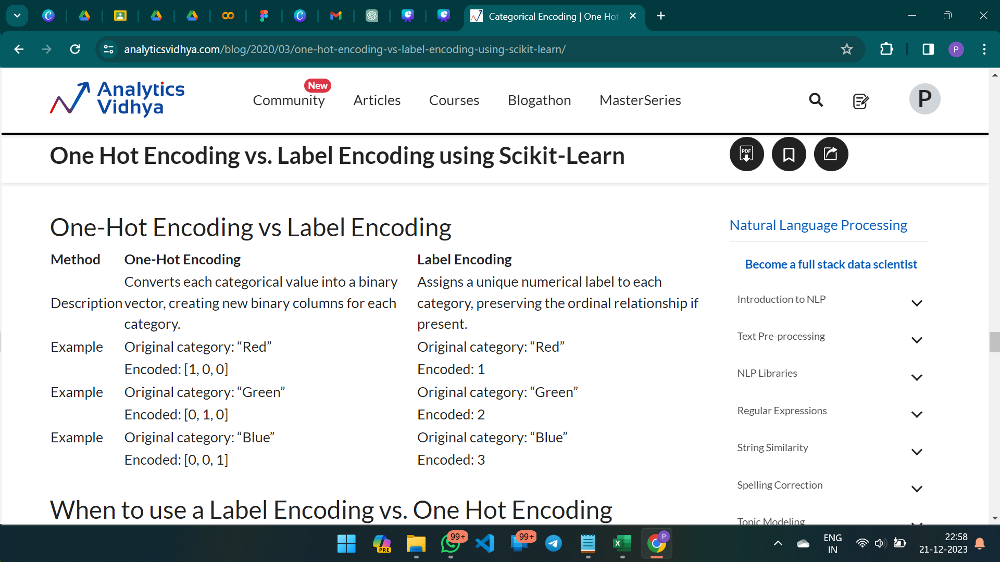 Categorical Encoding | One Hot
analyticsvidhya.com/blog/2020/03/one-hot-encoding-vs-label-encoding-using-scikit-learn/
P
Analytics
Vidhya
New
Community
Articles
Courses
Blogathon
MasterSeries
P
One Hot Encoding vs. Label Encoding using Scikit-Learn
PDF
One-Hot Encoding vs Label Encoding
Method One-Hot Encoding Label Encoding
Converts each categorical value into a binary Assigns a unique numerical label to each
Description vector, creating new binary columns for each category, preserving the ordinal relationship if
category. present.
Example Original category: “Red” Original category: “Red”
Encoded: [1, 0, 0] Encoded: 1
Example Original category: “Green” Original category: “Green”
Encoded: [0, 1, 0] Encoded: 2
Example Original category: “Blue” Original category: “Blue”
Encoded: [0, 0, 1] Encoded: 3
When to use a Label Encoding vs. One Hot Encoding
Natural Language Processing
Become a full stack data scientist
Introduction to NLP
Text Pre-processing
NLP Libraries
Regular Expressions
String Similarity
Spelling Correction
Topic Modeling
PRE
99+
99+
X
P
ENG
IN
22:58
21-12-2023